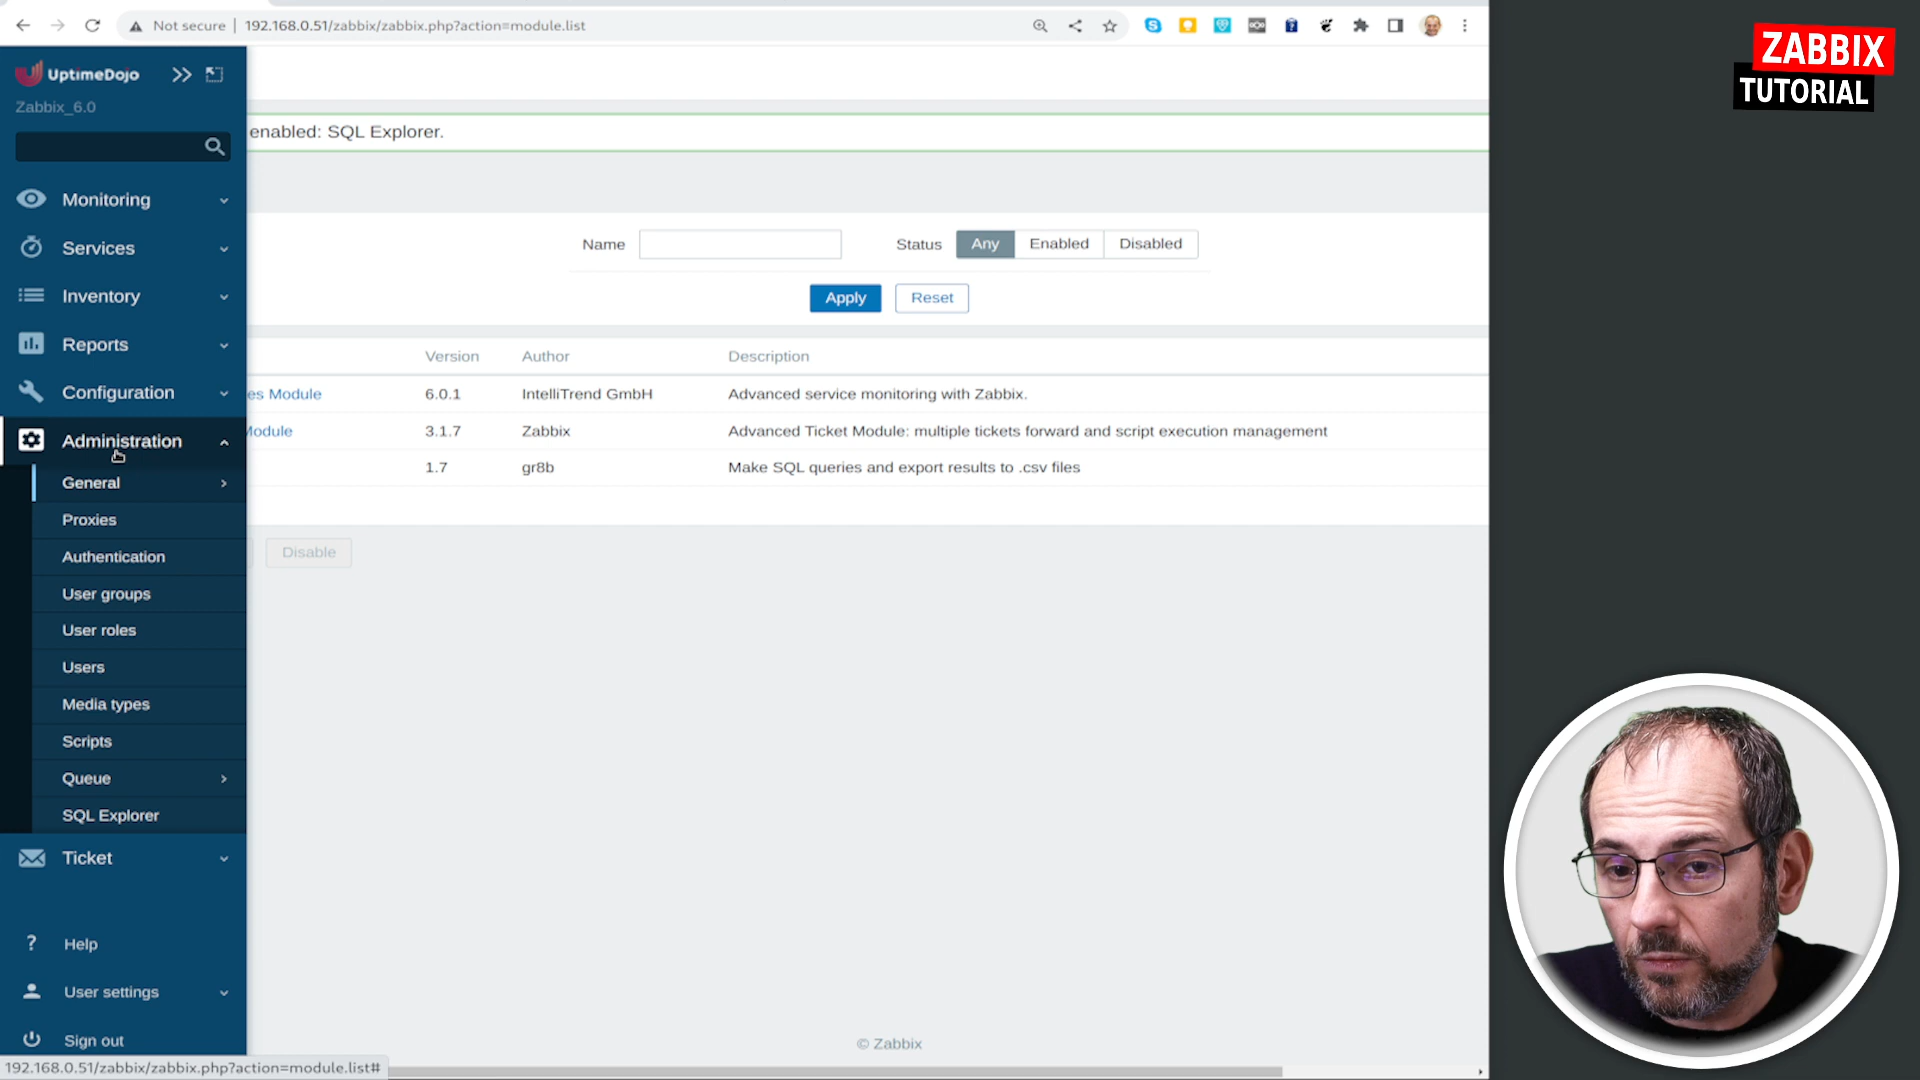 Not secure | 192.168.0.51/zabbix/zabbix.php?action=module.list
ZABBIX
TUTORIAL
UptimeDojo
Zabbix_6.0
enabled: SQL Explorer.
Monitoring
Services
Inventory
Reports
Configuration
Administration
General
Proxies
Authentication
User groups
User roles
Users
Media types
Scripts
Queue
SQL Explorer
Ticket
? Help
User settings
Sign out
Name
Status Any Enabled Disabled
Apply Reset
Version Author Description
es Module 6.0.1 IntelliTrend GmbH Advanced service monitoring with Zabbix.
Module 3.1.7 Zabbix Advanced Ticket Module: multiple tickets forward and script execution management
1.7 gr8b Make SQL queries and export results to .csv files
Disable
© Zabbix
192.168.0.51/zabbix/zabbix.php?action=module.list#